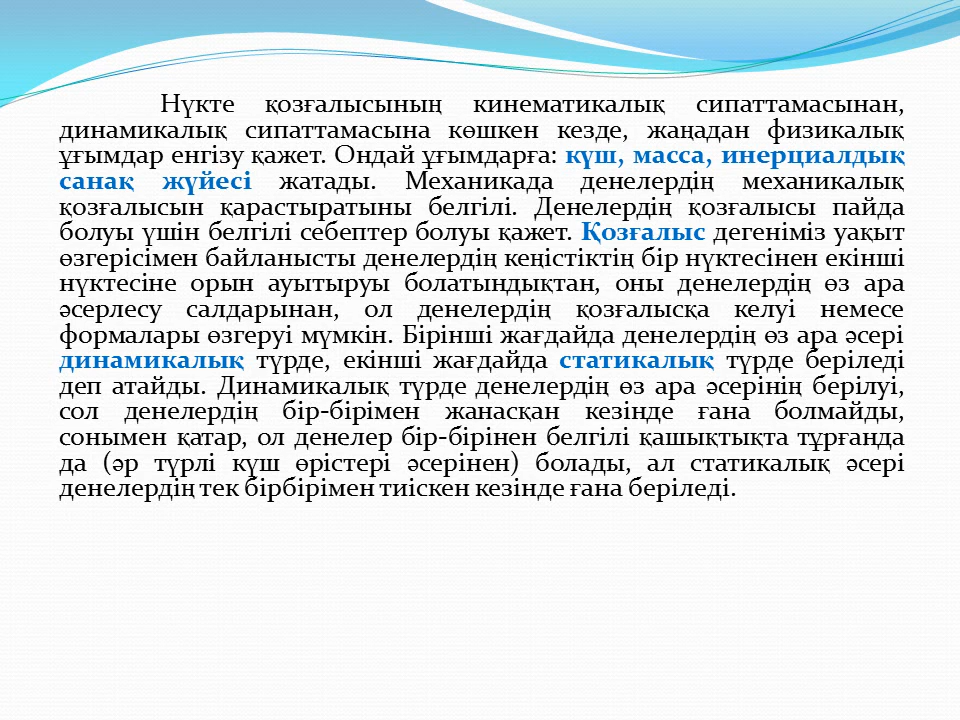 Нүкте қозғалысының кинематикалық сипаттамасынан,
динамикалық сипаттамасына көшкен кезде, жаңадан физикалық
ұғымдар енгізу қажет. Ондай ұғымдарға: күш, масса, инерциалдық
санақ жүйесі жатады. Механикада денелердің механикалық
қозғалысын қарастыратыны белгілі. Денелердің қозғалысы пайда
болуы үшін белгілі себептер болуы қажет. Қозғалыс дегеніміз уақыт
өзгерісімен байланысты денелердің кеңістіктің бір нүктесінен екінші
нүктесіне орын ауытыруы болатындықтан, оны денелердің өз ара
әсерлесу салдарынан, ол денелердің қозғалысқа келуі немесе
формалары өзгеруі мүмкін. Бірінші жағдайда денелердің өз ара әсері
динамикалық түрде, екінші жағдайда статикалық түрде беріледі
деп атайды. Динамикалық түрде денелердің өз ара әсерінің берілуі,
сол денелердің бір-бірімен жанасқан кезінде ғана болмайды,
сонымен қатар, ол денелер бір-бірінен белгілі қашықтықта тұрғанда
да (әр түрлі күш өрістері әсерінен) болады, ал статикалық әсері
денелердің тек бірбірімен тиіскен кезінде ғана беріледі.